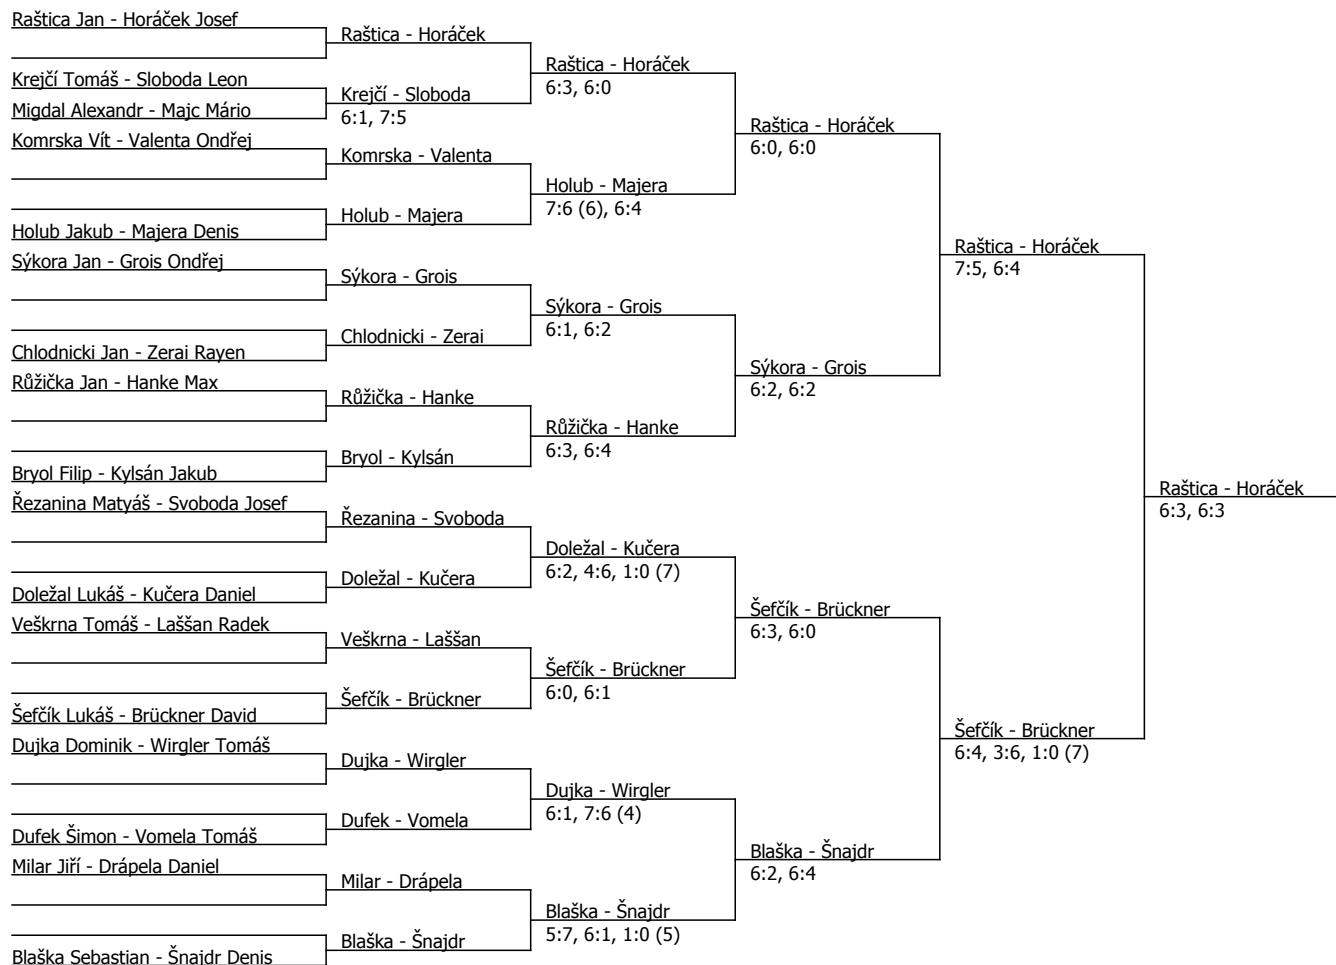 Raštica Jan - Horáček Josef
Krejčí Tomáš - Sloboda Leon
Migdal Alexandr - Majc Mário
Komrska Vít - Valenta Ondřej
Holub Jakub - Majera Denis
Sýkora Jan - Grois Ondřej
Chlodnicki Jan - Zerai Rayen
Růžička Jan - Hanke Max
Bryol Filip - Kylsán Jakub
Řezanina Matyáš - Svoboda Josef
Doležal Lukáš - Kučera Daniel
Veškrna Tomáš - Laššan Radek
Šefčík Lukáš - Brückner David
Dujka Dominik - Wirgler Tomáš
Dufek Šimon - Vomela Tomáš
Milar Jiří - Drápela Daniel
Blaška Sebastian - Šnajdr Denis
Raštica - Horáček
Krejčí - Sloboda
6:1, 7:5
Komrska - Valenta
Holub - Majera
Sýkora - Grois
Chlodnicki - Zerai
Růžička - Hanke
Bryol - Kylsán
Řezanina - Svoboda
Doležal - Kučera
Veškrna - Laššan
Šefčík - Brückner
Dujka - Wirgler
Dufek - Vomela
Milar - Drápela
Blaška - Šnajdr
Raštica - Horáček
6:3, 6:0
Holub - Majera
7:6 (6), 6:4
Sýkora - Grois
6:1, 6:2
Růžička - Hanke
6:3, 6:4
Doležal - Kučera
6:2, 4:6, 1:0 (7)
Šefčík - Brückner
6:0, 6:1
Dujka - Wirgler
6:1, 7:6 (4)
Blaška - Šnajdr
5:7, 6:1, 1:0 (5)
Raštica - Horáček
6:0, 6:0
Sýkora - Grois
6:2, 6:2
Šefčík - Brückner
6:3, 6:0
Blaška - Šnajdr
6:2, 6:4
Raštica - Horáček
7:5, 6:4
Šefčík - Brückner
6:4, 3:6, 1:0 (7)
Raštica - Horáček
6:3, 6:3